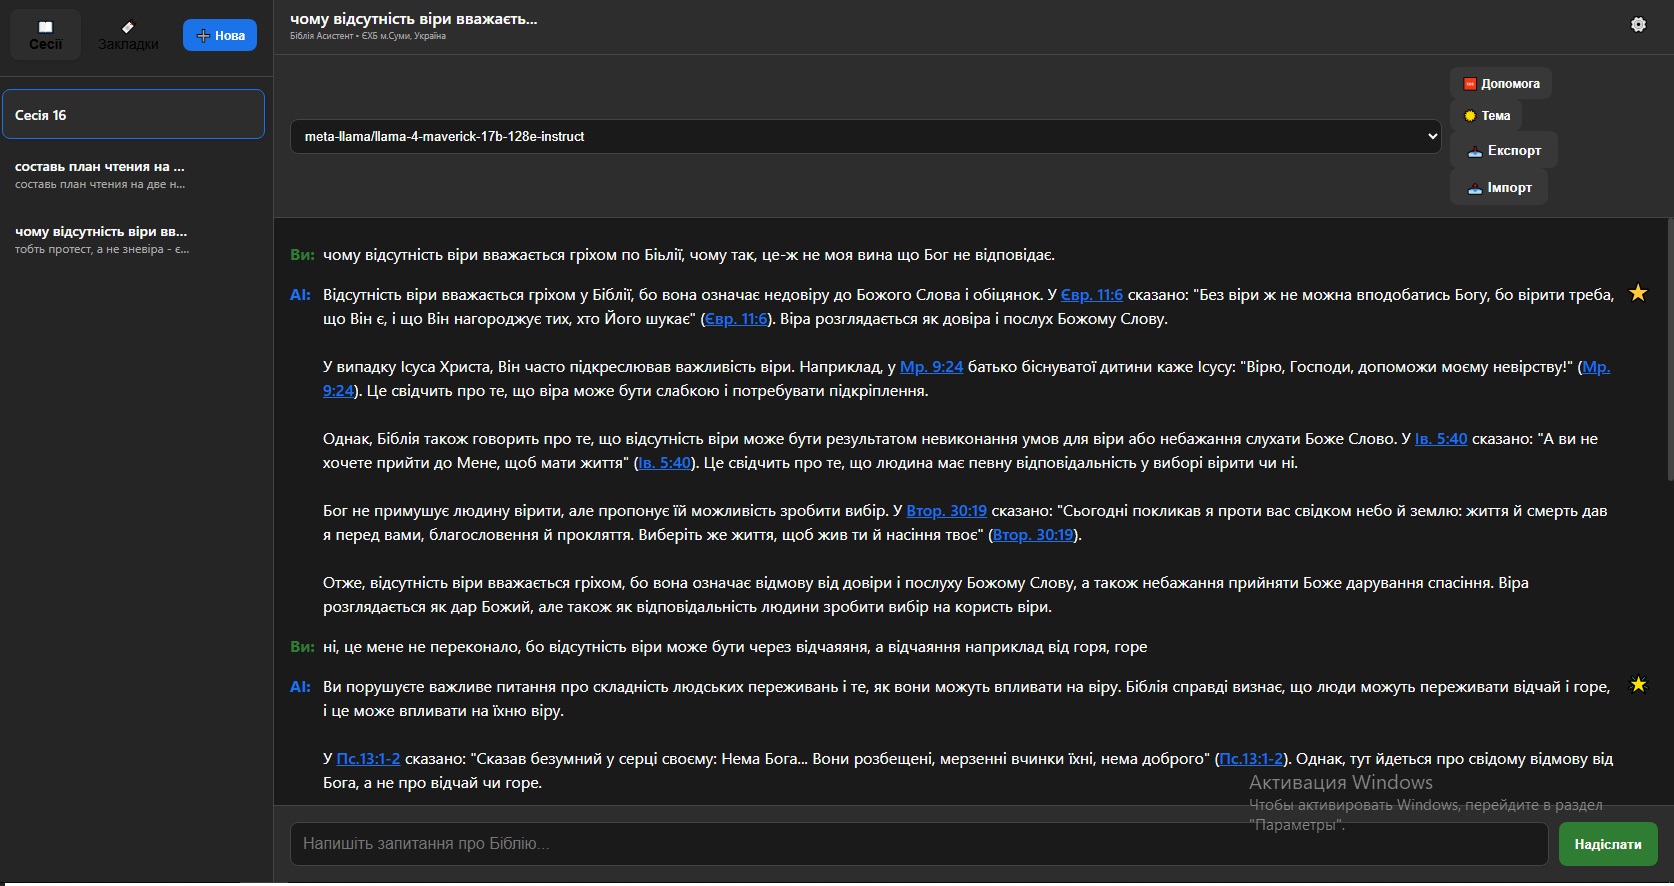 Сесії
Закладки
Нова
Сесія 16
составь план чтения на ...
составь план чтения на две н...
чому відсутність віри вв...
тобть протест, а не зневіра - є...
чому відсутність віри вважаєть...
Біблія Асистент • ЄХБ м.Суми, Україна
meta-llama/llama-4-maverick-17b-128e-instruct
Допомога
Тема
Експорт
Імпорт
Ви: чому відсутність віри вважається гріхом по Бі́ьлії, чому так, це-ж не моя вина що Бог не відповідає.
AI: Відсутність віри вважається гріхом у Біблії, бо вона означає недовіру до Божого Слова і обіцянок. У Євр. 11:6 сказано: "Без віри ж не можна вподобатись Богу, бо вірити треба,
що Він є, і що Він нагороджує тих, хто Його шукає" (Євр. 11:6). Віра розглядається як довіра і послух Божому Слову.
У випадку Ісуса Христа, Він часто підкреслював важливість віри. Наприклад, у Мр. 9:24 батько біснуватої дитини каже Ісусу: "Вірю, Господи, допоможи моєму невірству!" (Мр.
9:24). Це свідчить про те, що віра може бути слабкою і потребувати підкріплення.
Однак, Біблія також говорить про те, що відсутність віри може бути результатом невиконання умов для віри або небажання слухати Боже Слово. У Ів. 5:40 сказано: "А ви не
хочете прийти до Мене, щоб мати життя" (Ів. 5:40). Це свідчить про те, що людина має певну відповідальність у виборі вірити чи ні.
Бог не примушує людину вірити, але пропонує їй можливість зробити вибір. У Втор. 30:19 сказано: "Сьогодні покликав я проти вас свідком небо й землю: життя й смерть дав
я перед вами, благословення й прокляття. Виберіть же життя, щоб жив ти й насіння твоє" (Втор. 30:19).
Отже, відсутність віри вважається гріхом, бо вона означає відмову від довіри і послуху Божому Слову, а також небажання прийняти Боже дарування спасіння. Віра
розглядається як дар Божий, але також як відповідальність людини зробити вибір на користь віри.
Ви: ні, це мене не переконало, бо відсутність віри може бути через відчаяяня, а відчаяння наприклад від горя, горе
AI: Ви порушуєте важливе питання про складність людських переживань і те, як вони можуть впливати на віру. Біблія справді визнає, що люди можуть переживати відчай і горе,
і це може впливати на їхню віру.
У Пс.13:1-2 сказано: "Сказав безумний у серці своєму: Нема Бога... Вони розбещені, мерзенні вчинки їхні, нема доброго" (Пс.13:1-2). Однак, тут йдеться про свідому відмову від
Бога, а не про відчай чи горе.
Активация Windows
Чтобы активировать Windows, перейдите в раздел
"Параметры".
Напишіть запитання про Біблію...
Надіслати